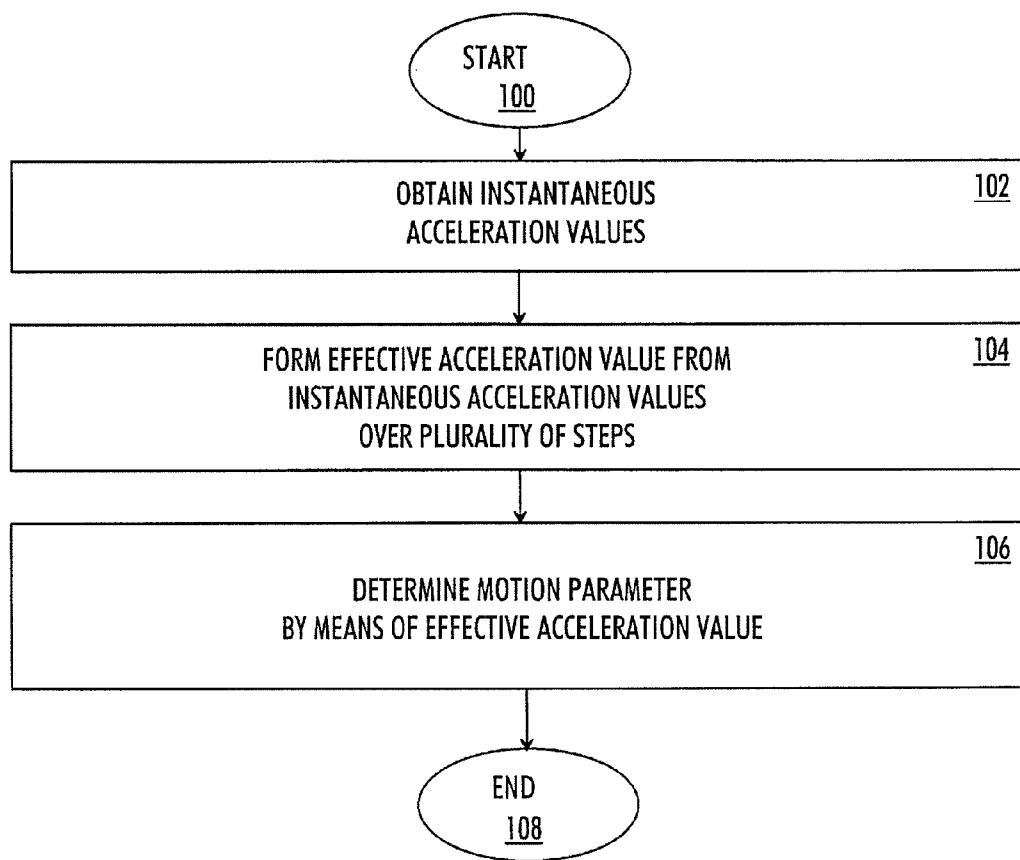 START
100
102
OBTAIN INSTANTANEOUS
ACCELERATION VALUES
104
FORM EFFECTIVE ACCELERATION VALUE FROM
INSTANTANEOUS ACCELERATION VALUES
OVER PLURALITY OF STEPS
106
DETERMINE MOTION PARAMETER
BY MEANS OF EFFECTIVE ACCELERATION VALUE
END
108